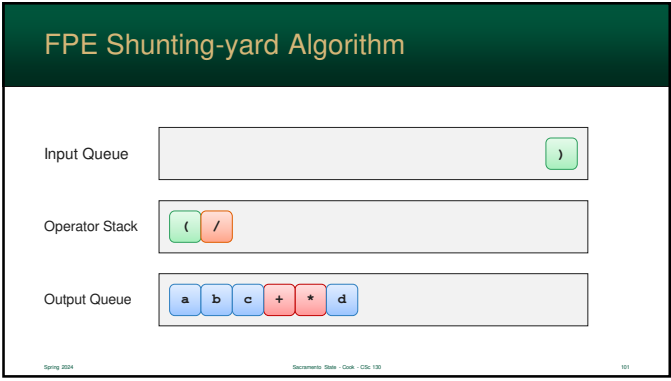 FPE Shunting-yard Algorithm
Input Queue )
Operator Stack ( /
Output Queue a b c + * d
Spring 2024 Sacramento State - Cook - CSc 130 101